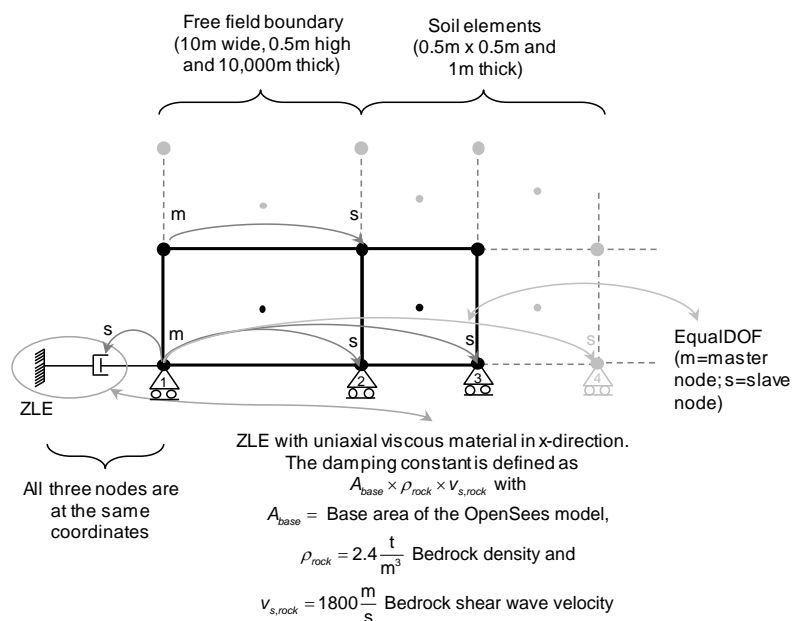 Free field boundary
(10m wide, 0.5m high
and 10,000m thick)
Soil elements
(0.5m x 0.5m and
1m thick)
m
s
s
m
s
s
s
1
2
3
4
ZLE
EqualDOF
(m=master
node; s=slave
node)
All three nodes are
at the same
coordinates
ZLE with uniaxial viscous material in x-direction.
The damping constant is defined as
A_base × ρ_rock × v_s,rock with
A_base = Base area of the OpenSees model,
ρ_rock = 2.4 t/m³ Bedrock density and
v_s,rock = 1800 m/s Bedrock shear wave velocity